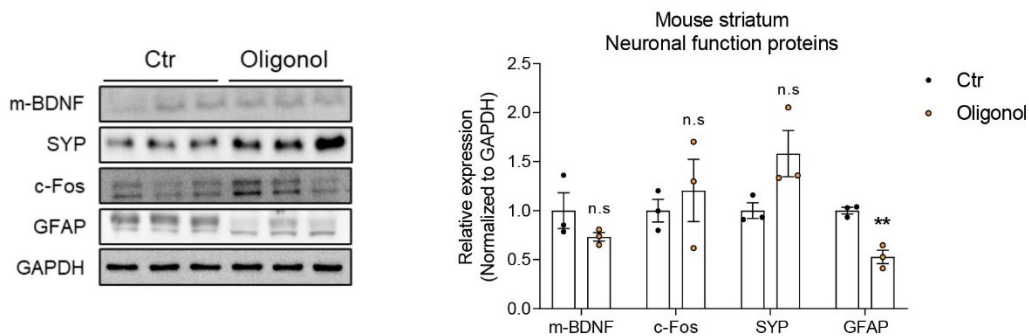 Ctr Oligonol
m-BDNF
SYP
c-Fos
GFAP
GAPDH
Mouse striatum
Neuronal function proteins
Relative expression
(Normalized to GAPDH)
2.5
2.0
1.5
1.0
0.5
0.0
n.s
n.s
n.s
**
m-BDNF c-Fos SYP GFAP
Ctr
Oligonol